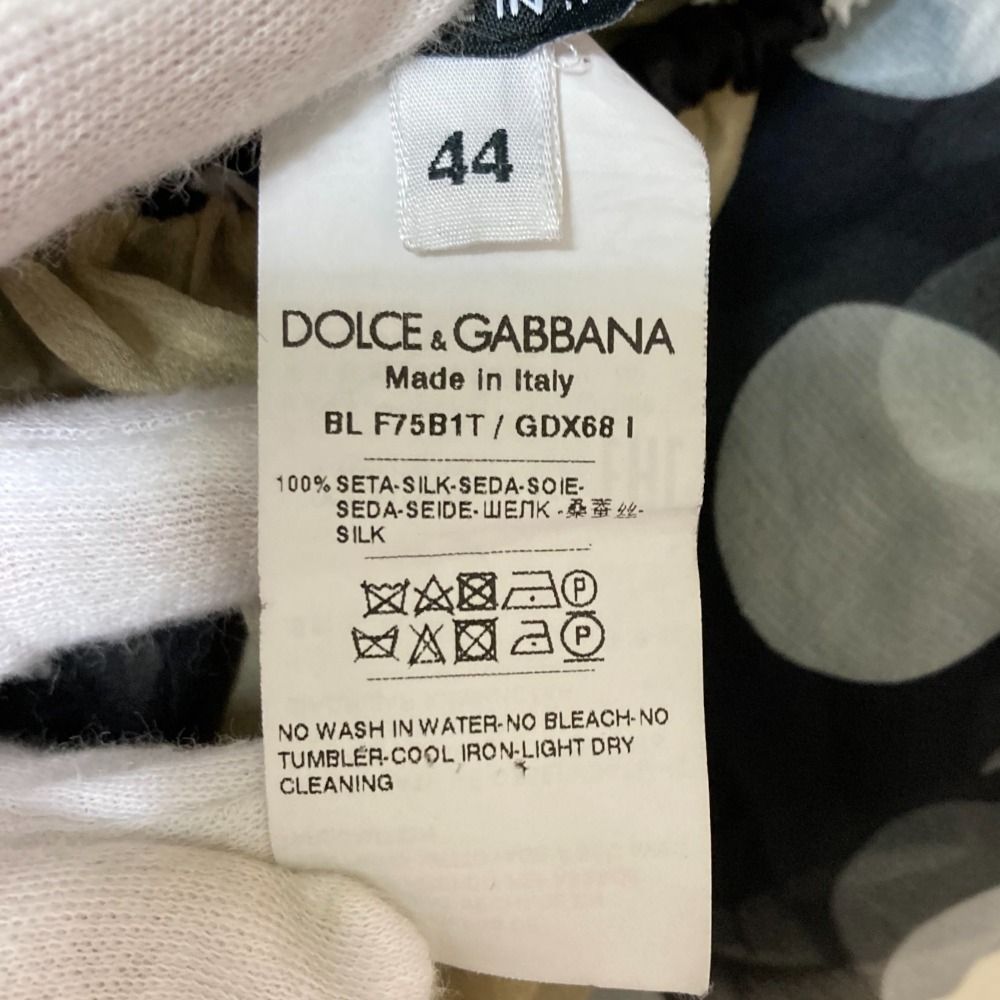 IN
44
DOLCE & GABBANA
Made in Italy
BL F75B1T / GDX68 I
100% SETA-SILK-SEDA-SOIE-
SEDA-SEIDE-ШЕЛК -桑蚕丝-
SILK
P
P
NO WASH IN WATER-NO BLEACH-NO
TUMBLER-COOL IRON-LIGHT DRY
CLEANING